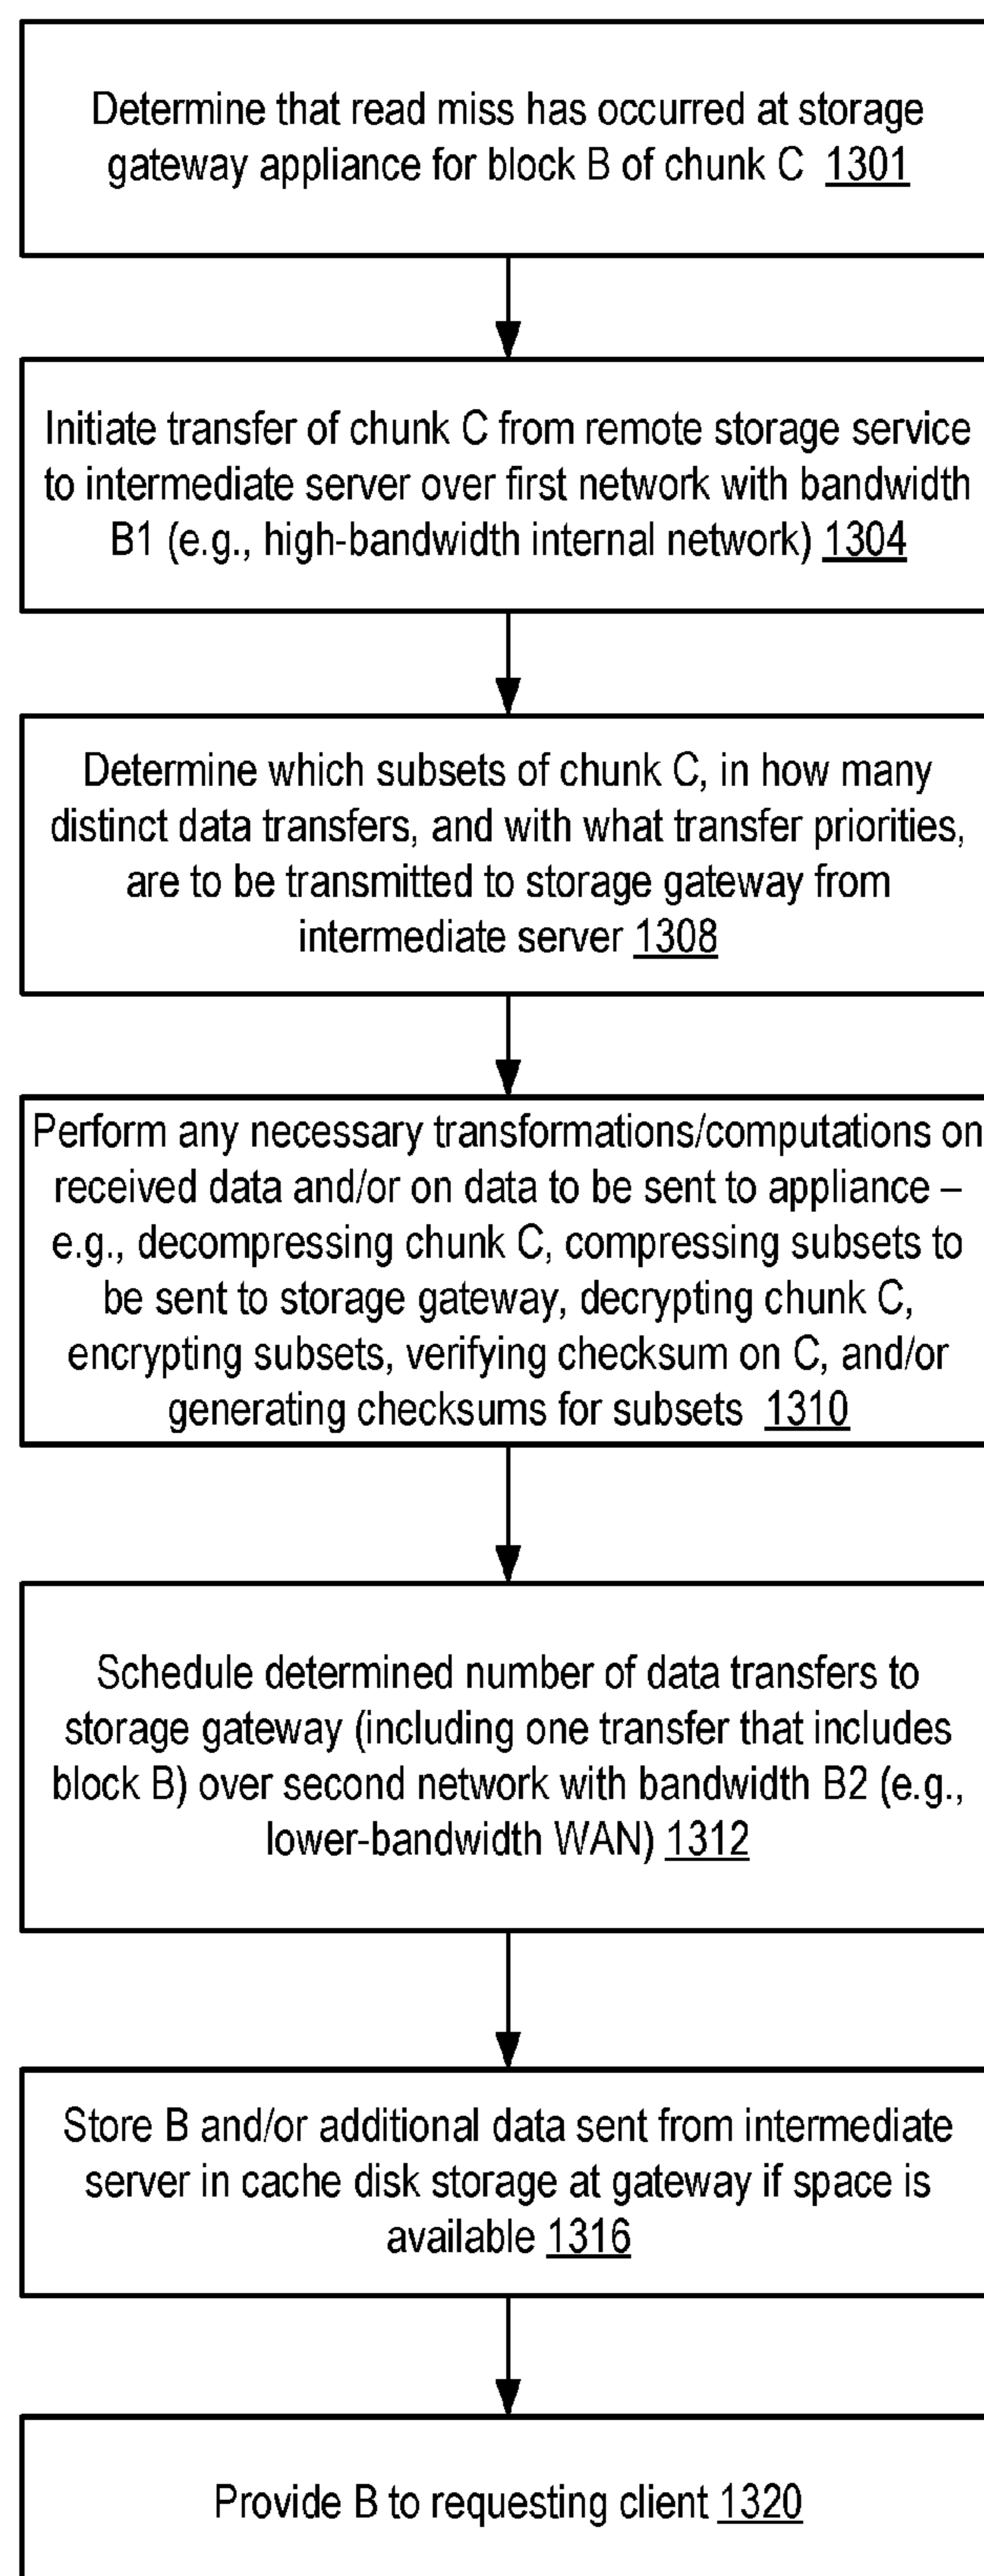 Determine that read miss has occurred at storage
gateway appliance for block B of chunk C 1301
Initiate transfer of chunk C from remote storage service
to intermediate server over first network with bandwidth
B1 (e.g., high-bandwidth internal network) 1304
Determine which subsets of chunk C, in how many
distinct data transfers, and with what transfer priorities,
are to be transmitted to storage gateway from
intermediate server 1308
Perform any necessary transformations/computations on
received data and/or on data to be sent to appliance –
e.g., decompressing chunk C, compressing subsets to
be sent to storage gateway, decrypting chunk C,
encrypting subsets, verifying checksum on C, and/or
generating checksums for subsets 1310
Schedule determined number of data transfers to
storage gateway (including one transfer that includes
block B) over second network with bandwidth B2 (e.g.,
lower-bandwidth WAN) 1312
Store B and/or additional data sent from intermediate
server in cache disk storage at gateway if space is
available 1316
Provide B to requesting client 1320